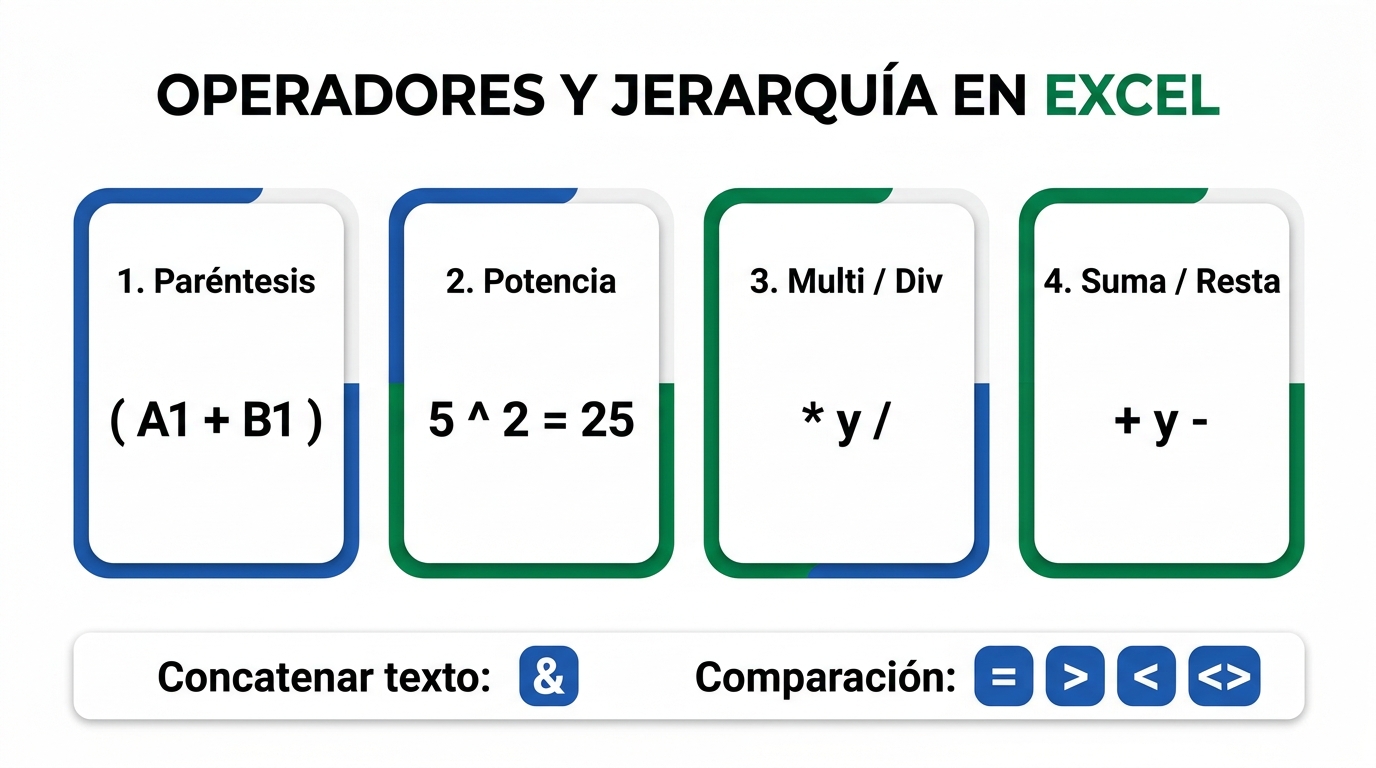 OPERADORES Y JERARQUÍA EN EXCEL
1. Paréntesis
( A1 + B1 )
2. Potencia
5 ^ 2 = 25
3. Multi / Div
* y /
4. Suma / Resta
+ y -
Concatenar texto: &
Comparación: = > < <>